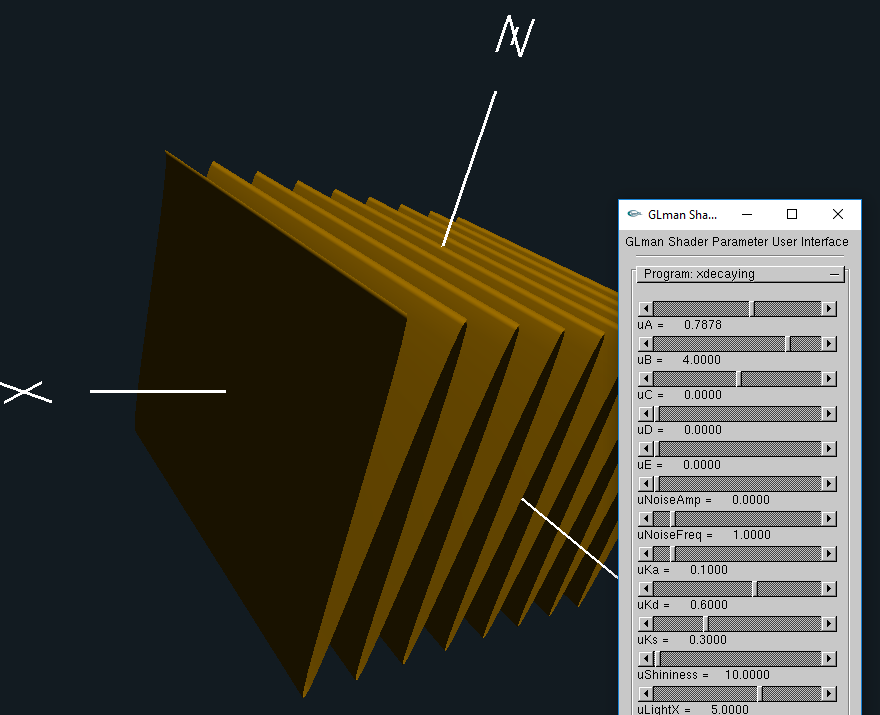 X
GLman Sha...
GLman Shader Parameter User Interface
Program: xdecaying
uA = 0.7878
uB = 4.0000
uC = 0.0000
uD = 0.0000
uE = 0.0000
uNoiseAmp = 0.0000
uNoiseFreq = 1.0000
uKa = 0.1000
uKd = 0.6000
uKs = 0.3000
uShininess = 10.0000
uLightX = 5.0000